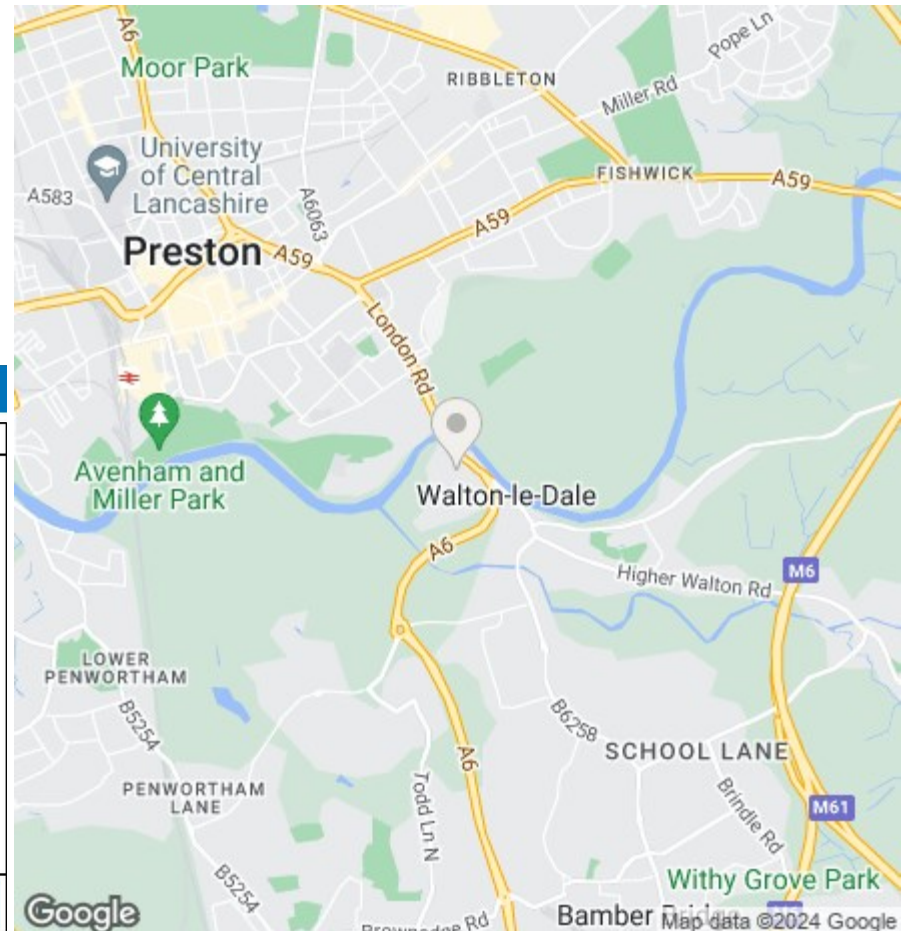 A6
Moor Park
RIBBLETON
Pope Ln
Miller Rd
University
of Central
Lancashire
A583
A6063
FISHWICK
A59
A59
Preston
A59
London Rd
Avenham and
Miller Park
Walton-le-Dale
A6
Higher Walton Rd
M6
LOWER
PENWORTHAM
B5254
B6258
SCHOOL LANE
A6
PENWORTHAM
LANE
Todd Ln N
Brindle Rd
M61
Withy Grove Park
B5254
Google
Bamber
Map data ©2024 Google